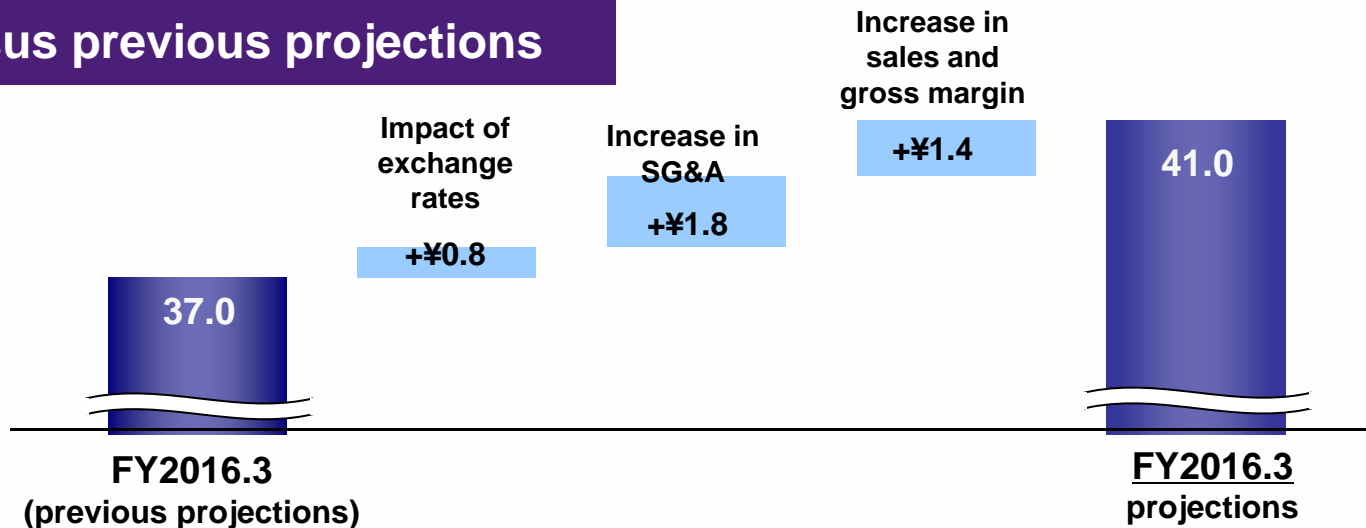 us previous projections
Increase in
sales and
gross margin
+¥1.4
Impact of
exchange
rates
+¥0.8
Increase in
SG&A
+¥1.8
37.0
41.0
FY2016.3
(previous projections)
FY2016.3
projections